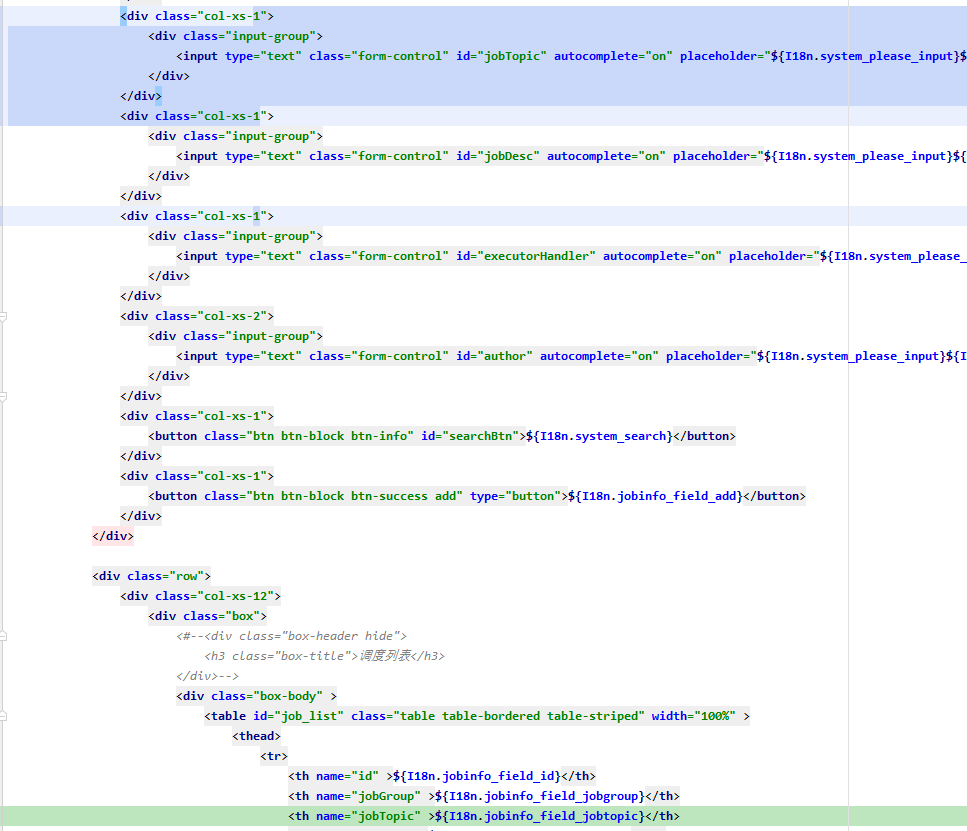 <div class="col-xs-1">
<div class="input-group">
<input type="text" class="form-control" id="jobTopic" autocomplete="on" placeholder="${I18n.system_please_input}$
</div>
</div>
<div class="col-xs-1">
<div class="input-group">
<input type="text" class="form-control" id="jobDesc" autocomplete="on" placeholder="${I18n.system_please_input}${
</div>
</div>
<div class="col-xs-1">
<div class="input-group">
<input type="text" class="form-control" id="executorHandler" autocomplete="on" placeholder="${I18n.system_please_
</div>
</div>
<div class="col-xs-2">
<div class="input-group">
<input type="text" class="form-control" id="author" autocomplete="on" placeholder="${I18n.system_please_input}${I
</div>
</div>
<div class="col-xs-1">
<button class="btn btn-block btn-info" id="searchBtn">${I18n.system_search}</button>
</div>
<div class="col-xs-1">
<button class="btn btn-block btn-success add" type="button">${I18n.jobinfo_field_add}</button>
</div>
</div>
<div class="row">
<div class="col-xs-12">
<div class="box">
<#--<div class="box-header hide">
<h3 class="box-title">调度列表</h3>
</div>-->
<div class="box-body" >
<table id="job_list" class="table table-bordered table-striped" width="100%" >
<thead>
<tr>
<th name="id" >${I18n.jobinfo_field_id}</th>
<th name="jobGroup" >${I18n.jobinfo_field_jobgroup}</th>
<th name="jobTopic" >${I18n.jobinfo_field_jobtopic}</th>